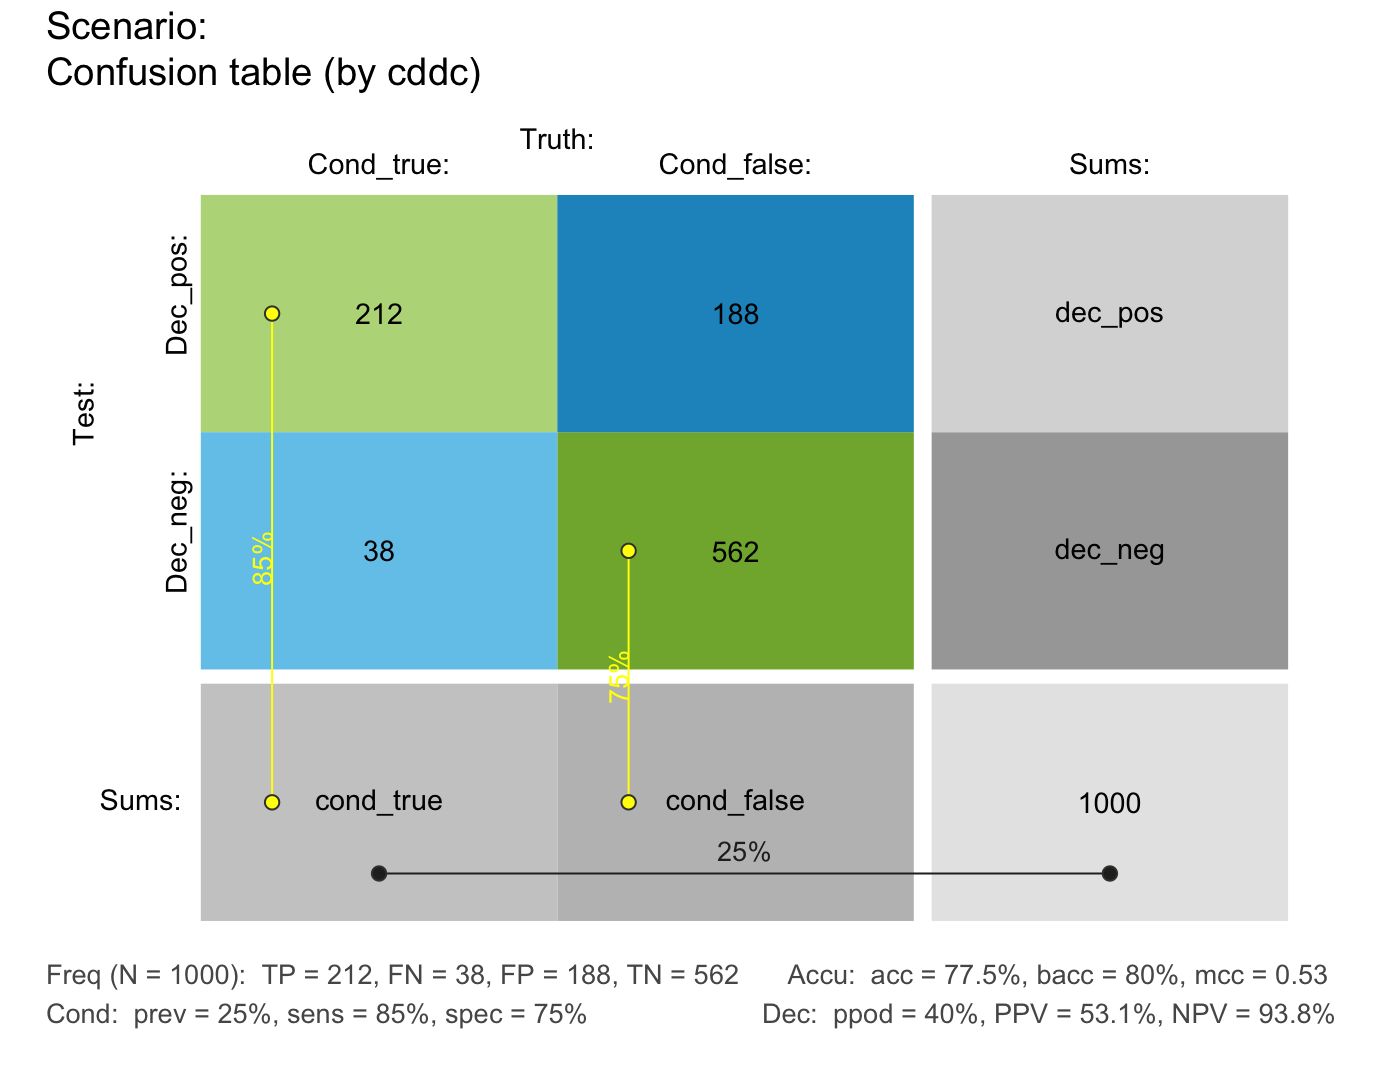 Scenario:
Confusion table (by cddc)
Truth:
Cond_true: Cond_false: Sums:
Test:
Dec_pos:
212 188 dec_pos
Dec_neg:
85%
38 562 dec_neg
75%
Sums: cond_true cond_false 1000
25%
Freq (N = 1000):  TP = 212, FN = 38, FP = 188, TN = 562 Accu:  acc = 77.5%, bacc = 80%, mcc = 0.53
Cond:  prev = 25%, sens = 85%, spec = 75% Dec:  ppod = 40%, PPV = 53.1%, NPV = 93.8%